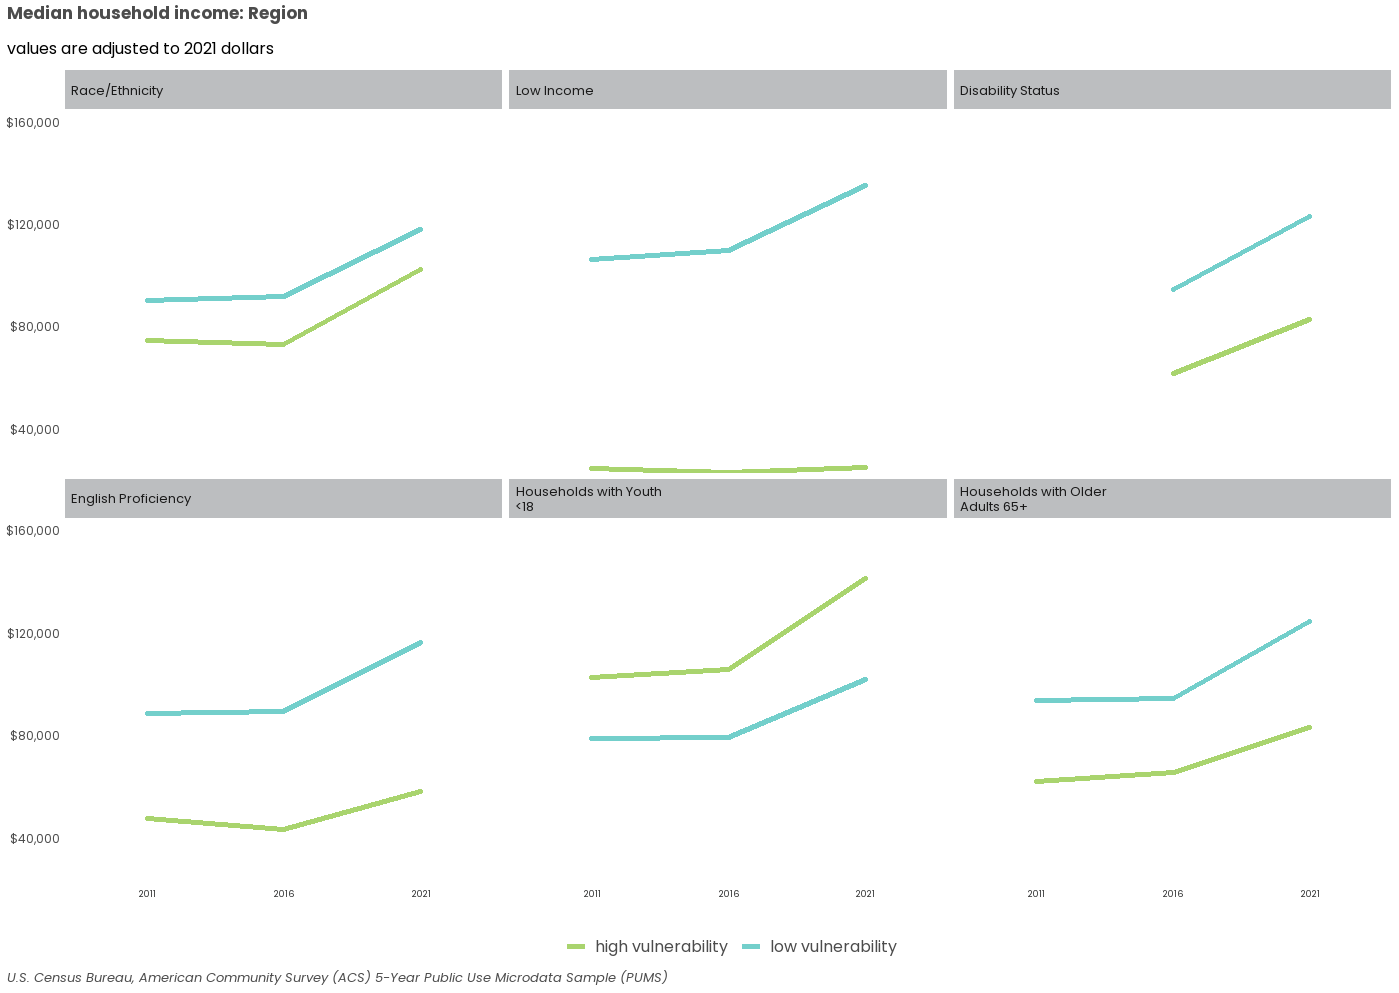 Median household income: Region
values are adjusted to 2021 dollars
Race/Ethnicity
Low Income
Disability Status
$160,000
$120,000
$80,000
$40,000
English Proficiency
Households with Youth
<18
Households with Older
Adults 65+
$160,000
$120,000
$80,000
$40,000
2011 2016 2021
2011 2016 2021
2011 2016 2021
high vulnerability low vulnerability
U.S. Census Bureau, American Community Survey (ACS) 5-Year Public Use Microdata Sample (PUMS)